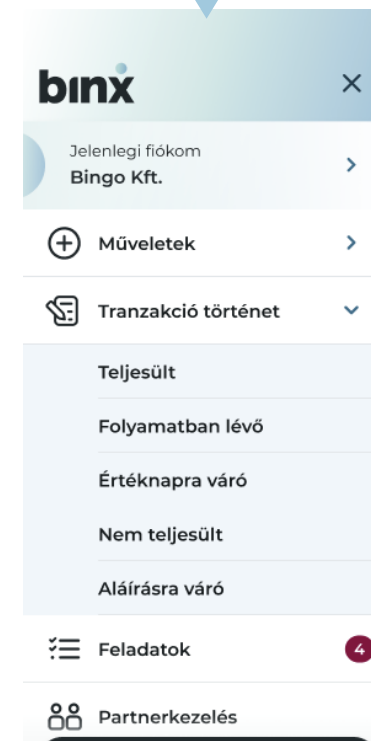 binx
Jelenlegi fiókom
Bingo Kft.
Műveletek
Tranzakció történet
Teljesült
Folyamatban lévő
Értéknapra váró
Nem teljesült
Aláírásra váró
Feladatok
4
Partnerkezelés